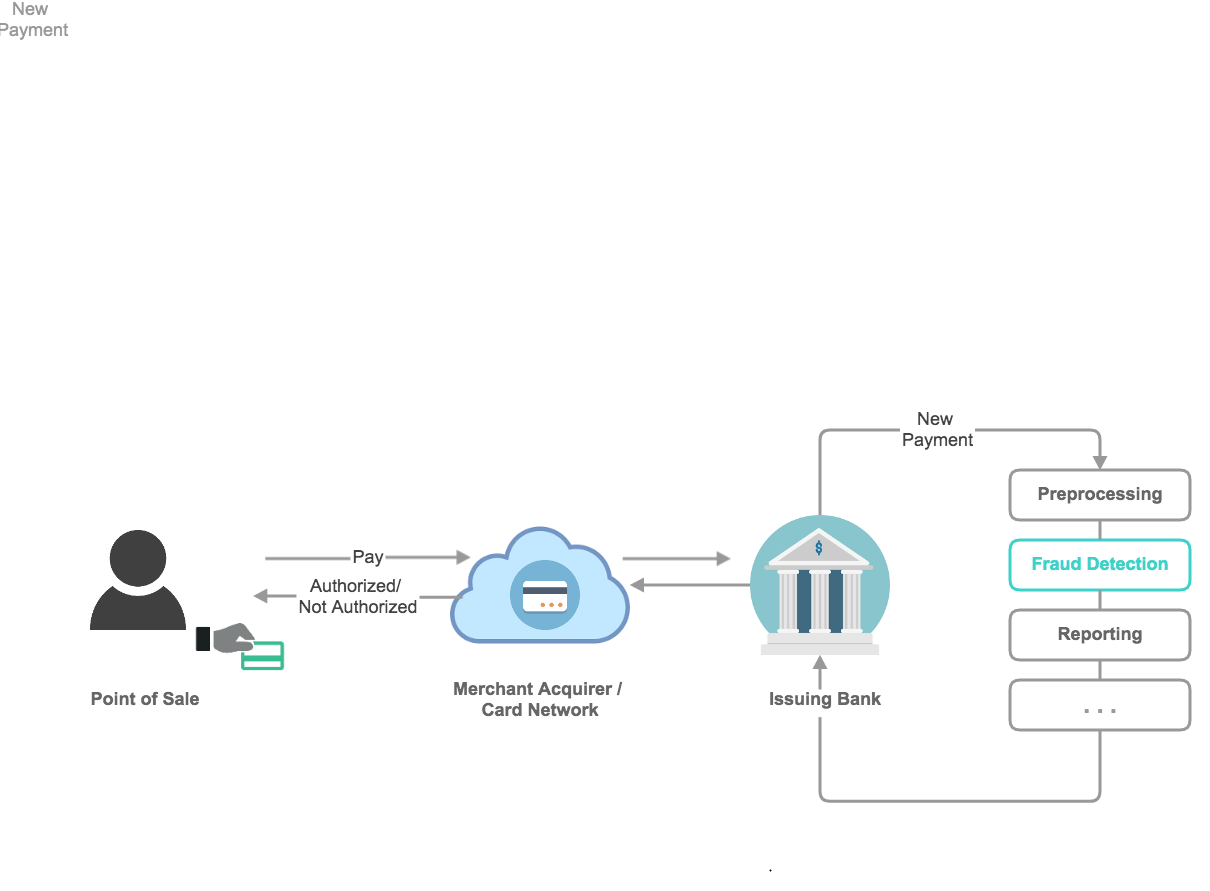 New
Payment
New
Payment
Preprocessing
Fraud Detection
Reporting
. . .
Pay
Authorized/
Not Authorized
$
Point of Sale
Merchant Acquirer /
Card Network
Issuing Bank
.